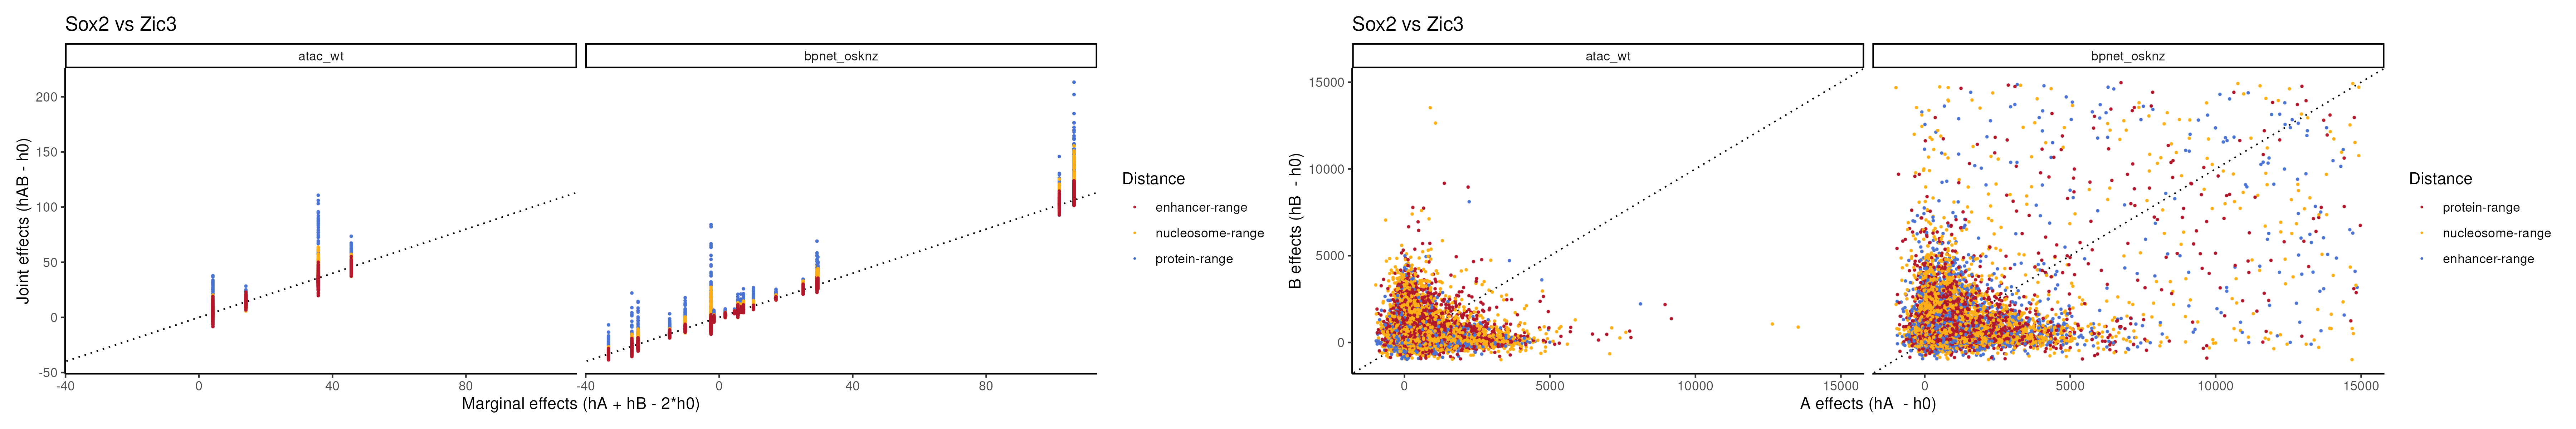 Sox2 vs Zic3
atac_wt
bpnet_osknz
200
150
100
50
0
-50
Joint effects (hAB - h0)
-40
0
40
80
-40
0
40
80
Marginal effects (hA + hB - 2*h0)
Distance
enhancer-range
nucleosome-range
protein-range
Sox2 vs Zic3
atac_wt
bpnet_osknz
15000
10000
5000
0
B effects (hB - h0)
0
5000
10000
15000
0
5000
10000
15000
A effects (hA - h0)
Distance
protein-range
nucleosome-range
enhancer-range